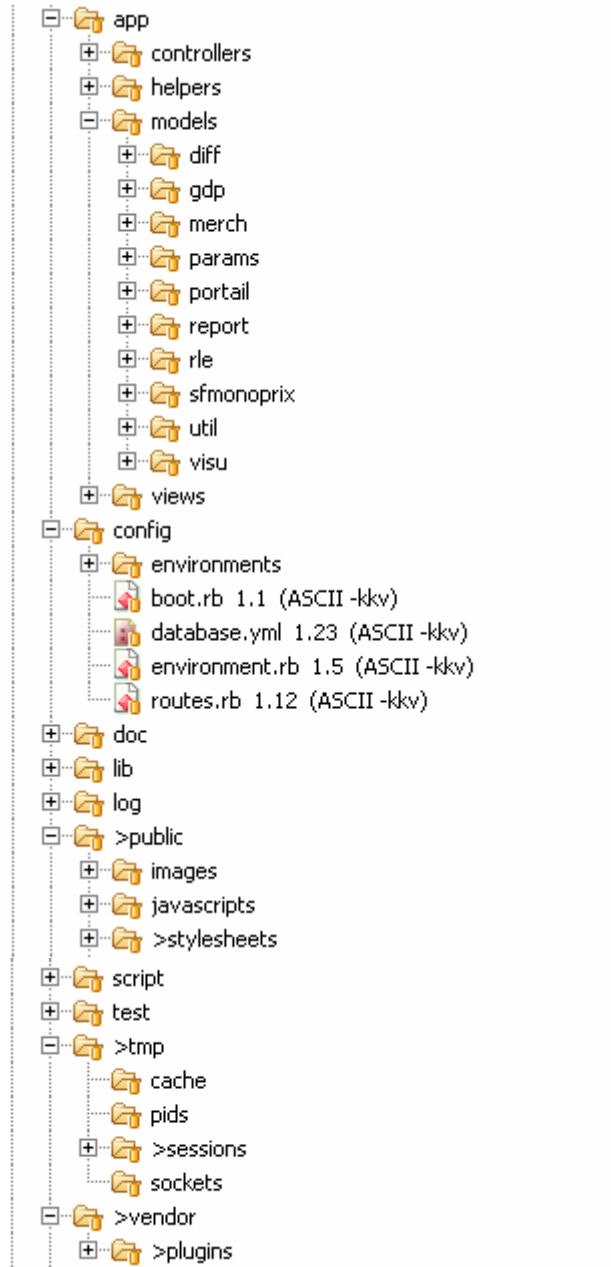 app
controllers
helpers
models
diff
gdp
merch
params
portail
report
rle
sfmonoprix
util
visu
views
config
environments
boot.rb 1.1 (ASCII -kkv)
database.yml 1.23 (ASCII -kkv)
environment.rb 1.5 (ASCII -kkv)
routes.rb 1.12 (ASCII -kkv)
doc
lib
log
>public
images
javascripts
>stylesheets
script
test
>tmp
cache
pids
>sessions
sockets
>vendor
>plugins